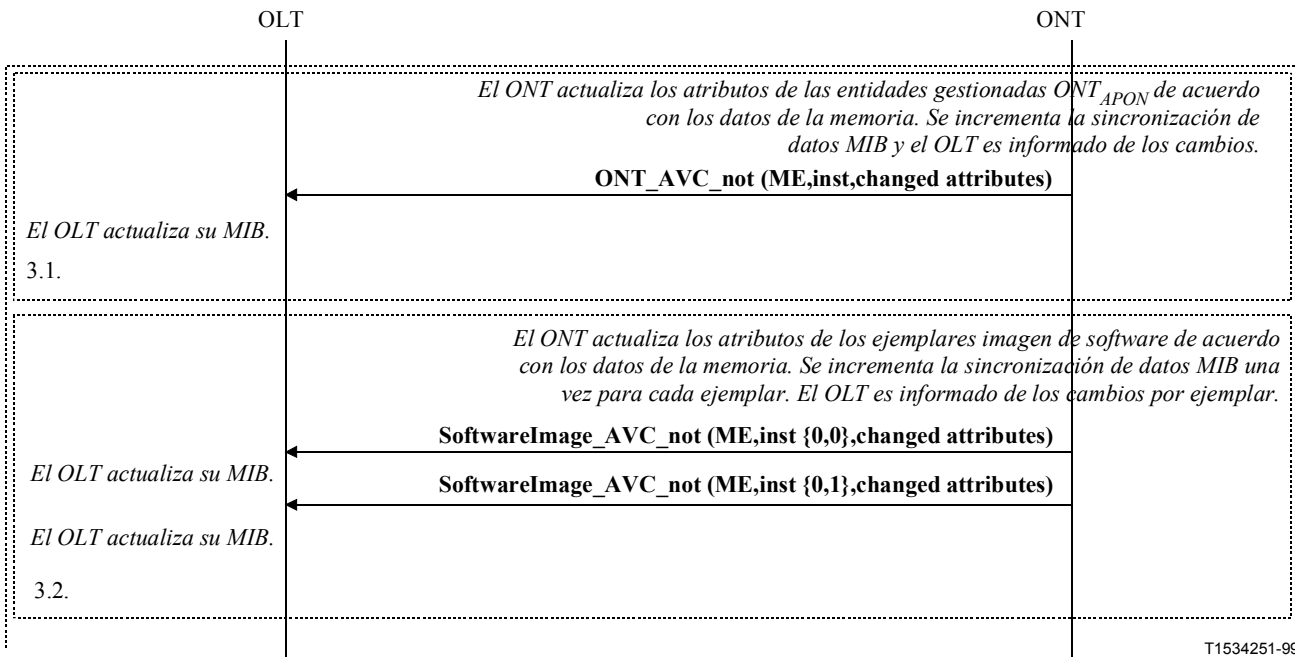 OLT
ONT
El ONT actualiza los atributos de las entidades gestionadas ONT_APON de acuerdo
con los datos de la memoria. Se incrementa la sincronización de
datos MIB y el OLT es informado de los cambios.
ONT_AVC_not (ME,inst,changed attributes)
El OLT actualiza su MIB.
3.1.
El ONT actualiza los atributos de los ejemplares imagen de software de acuerdo
con los datos de la memoria. Se incrementa la sincronización de datos MIB una
vez para cada ejemplar. El OLT es informado de los cambios por ejemplar.
SoftwareImage_AVC_not (ME,inst {0,0},changed attributes)
El OLT actualiza su MIB.
SoftwareImage_AVC_not (ME,inst {0,1},changed attributes)
El OLT actualiza su MIB.
3.2.
T1534251-99